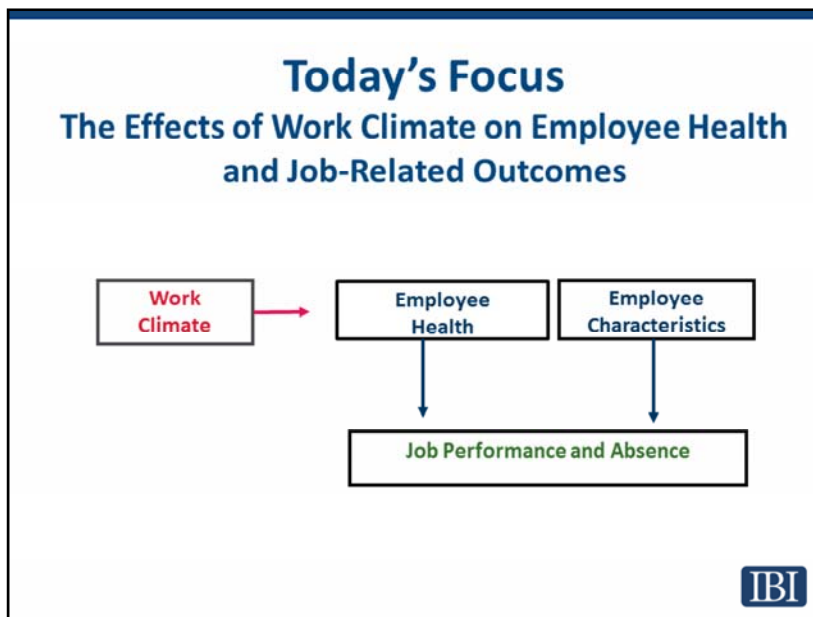 Today's Focus
The Effects of Work Climate on Employee Health
and Job-Related Outcomes
Work
Climate
Employee
Health
Employee
Characteristics
Job Performance and Absence
IBI